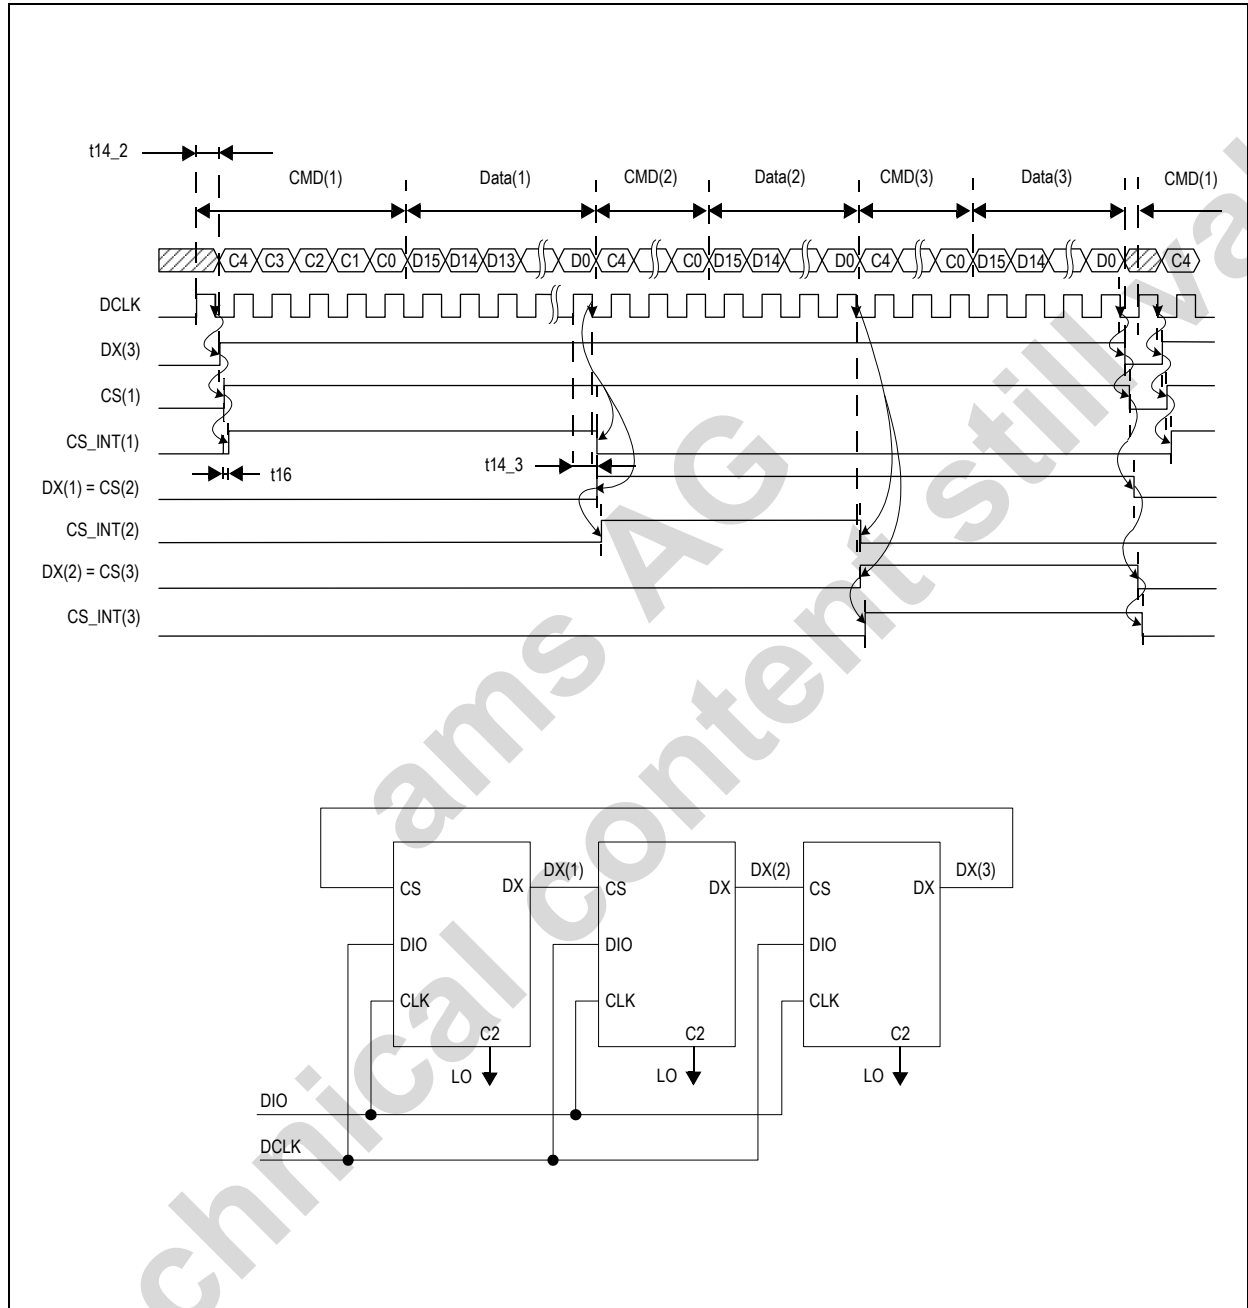 t14_2
CMD(1) Data(1) CMD(2) Data(2) CMD(3) Data(3) CMD(1)
C4 C3 C2 C1 C0 D15 D14 D13 D0 C4 C0 D15 D14 D0 C4 C0 D15 D14 D0 C4
DCLK
DX(3)
CS(1)
CS_INT(1)
t16 t14_3
DX(1) = CS(2)
CS_INT(2)
DX(2) = CS(3)
CS_INT(3)
DX(1) DX(2) DX(3)
CS DX CS DX CS DX
DIO DIO DIO
CLK CLK CLK
C2 C2 C2
LO LO LO
DIO
DCLK
ams AG
chnical content still val